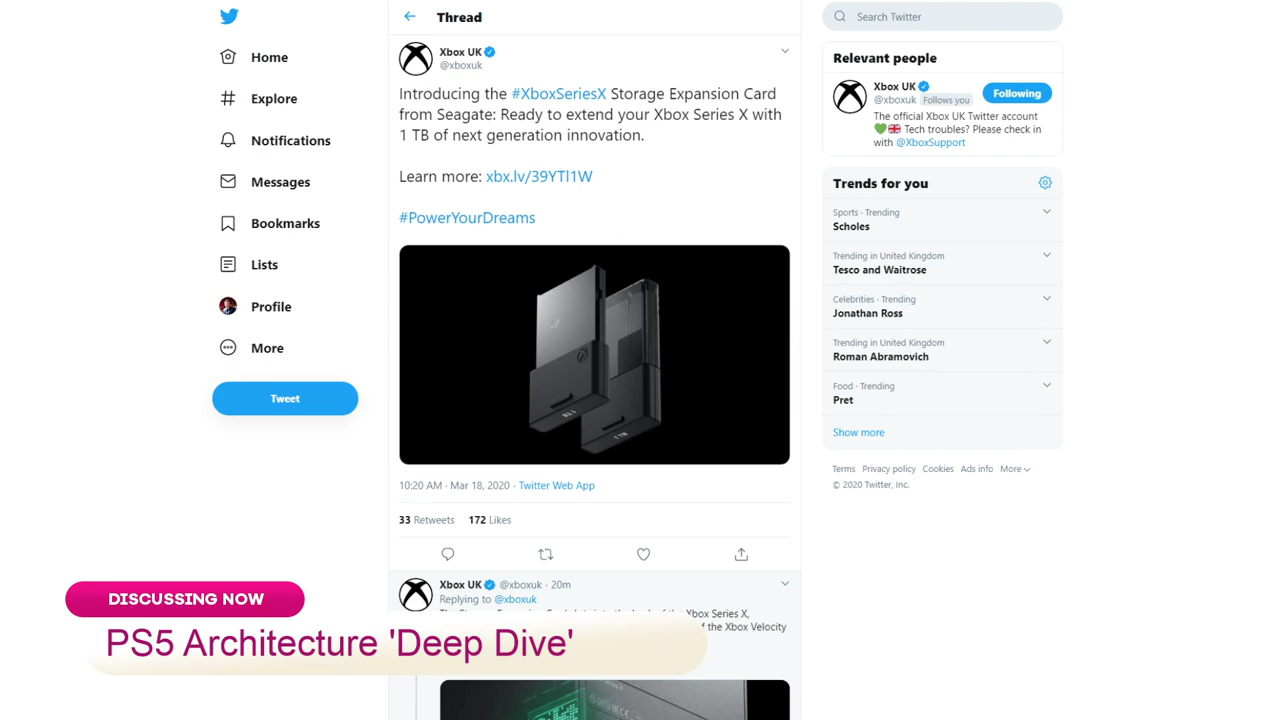 Home
Explore
Notifications
Messages
Bookmarks
Lists
Profile
More
Tweet
Thread
Xbox UK
@xboxuk
Introducing the #XboxSeriesX Storage Expansion Card
from Seagate: Ready to extend your Xbox Series X with
1 TB of next generation innovation.
Learn more: xbx.lv/39YTl1W
#PowerYourDreams
1 TB
10:20 AM · Mar 18, 2020 · Twitter Web App
33 Retweets 172 Likes
Xbox UK @xboxuk · 20m
Replying to @xboxuk
Xbox Series X,
of the Xbox Velocity
Search Twitter
Relevant people
Xbox UK
@xboxuk Follows you
Following
The official Xbox UK Twitter account
💚🇬🇧 Tech troubles? Please check in
with @XboxSupport
Trends for you
Sports · Trending
Scholes
Trending in United Kingdom
Tesco and Waitrose
Celebrities · Trending
Jonathan Ross
Trending in United Kingdom
Roman Abramovich
Food · Trending
Pret
Show more
Terms Privacy policy Cookies Ads info More
© 2020 Twitter, Inc.
DISCUSSING NOW
PS5 Architecture 'Deep Dive'